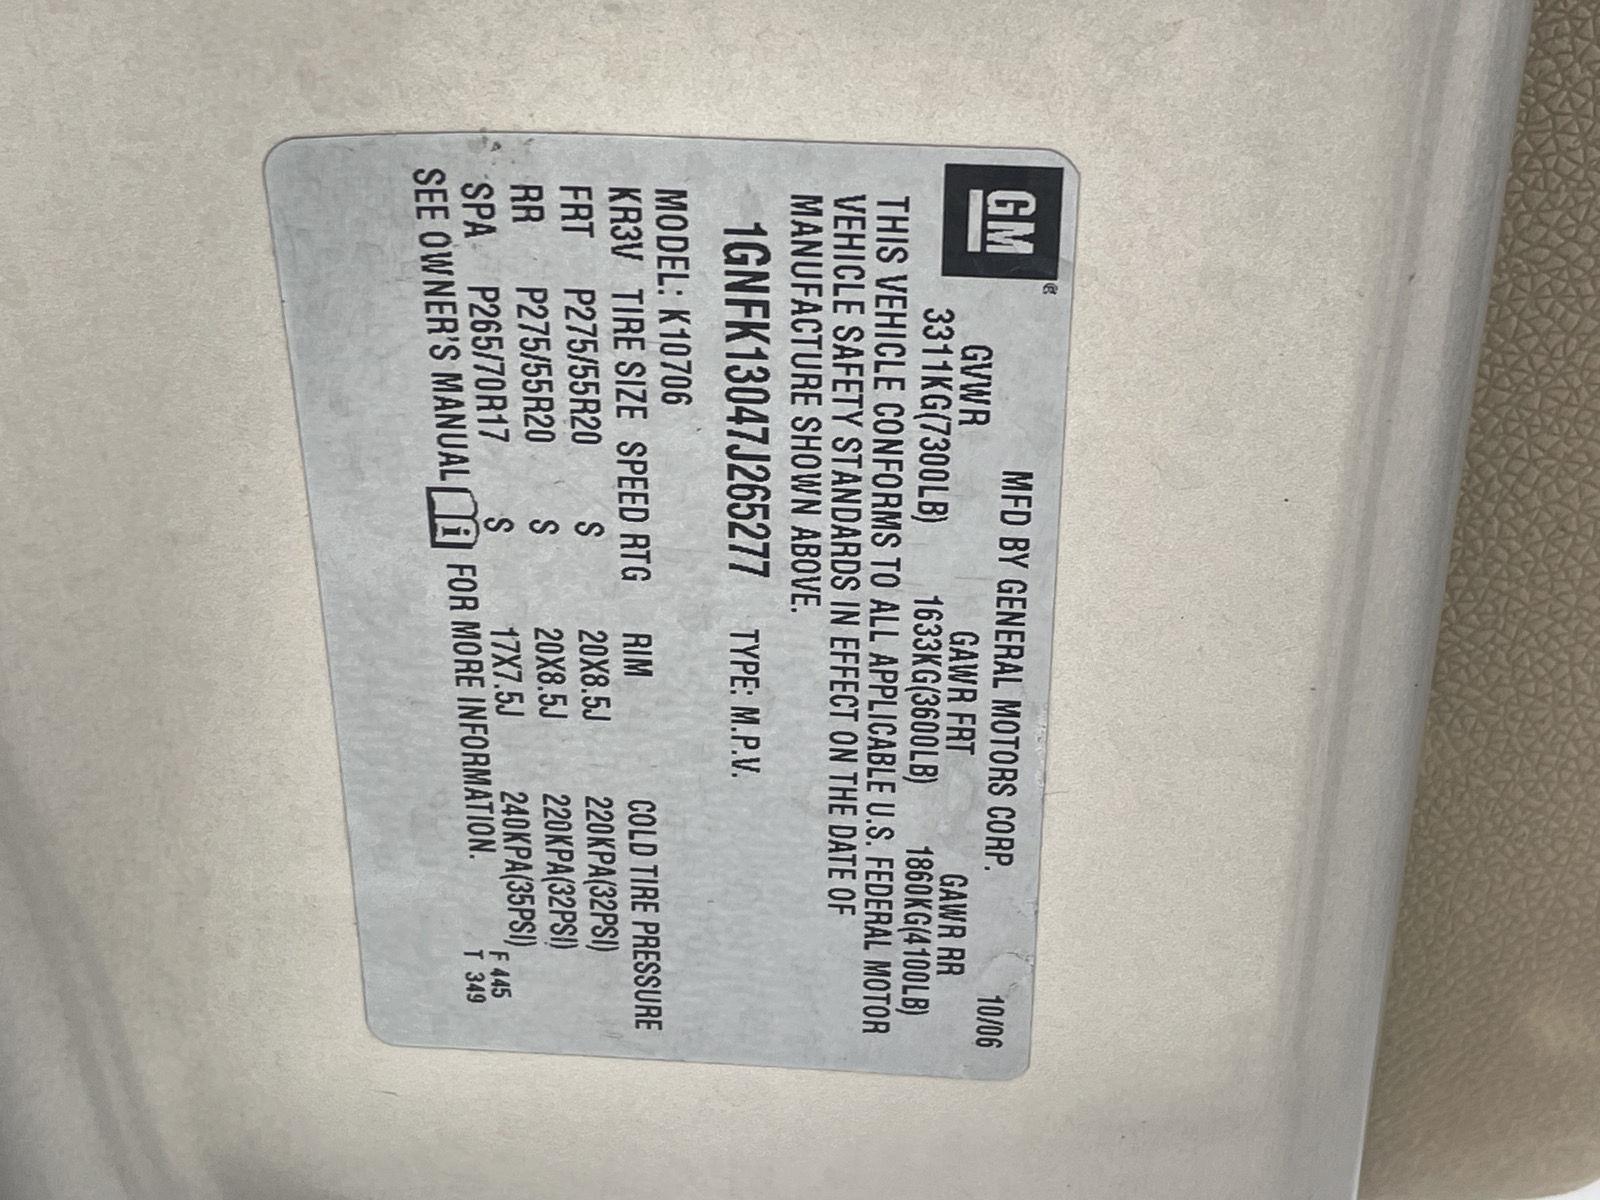 GM
MFD BY GENERAL MOTORS CORP. 10/06
GVWR GAWR FRT GAWR RR
3311KG(7300LB) 1633KG(3600LB) 1860KG(4100LB)
THIS VEHICLE CONFORMS TO ALL APPLICABLE U.S. FEDERAL MOTOR
VEHICLE SAFETY STANDARDS IN EFFECT ON THE DATE OF
MANUFACTURE SHOWN ABOVE.
1GNFK13047J265277 TYPE: M.P.V.
MODEL: K10706
KR3V TIRE SIZE SPEED RTG RIM COLD TIRE PRESSURE
FRT P275/55R20 S 20X8.5J 220KPA(32PSI)
RR P275/55R20 S 20X8.5J 220KPA(32PSI)
SPA P265/70R17 S 17X7.5J 240KPA(35PSI) F 445
SEE OWNER'S MANUAL i FOR MORE INFORMATION. T 349